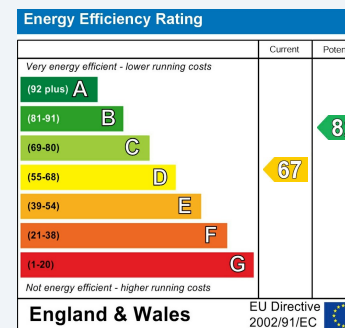 Energy Efficiency Rating
Current
Very energy efficient - lower running costs
(92 plus) A
(81-91) B
(69-80) C
(55-68) D
(39-54) E
(21-38) F
(1-20) G
67
Not energy efficient - higher running costs
England & Wales
EU Directive
2002/91/EC